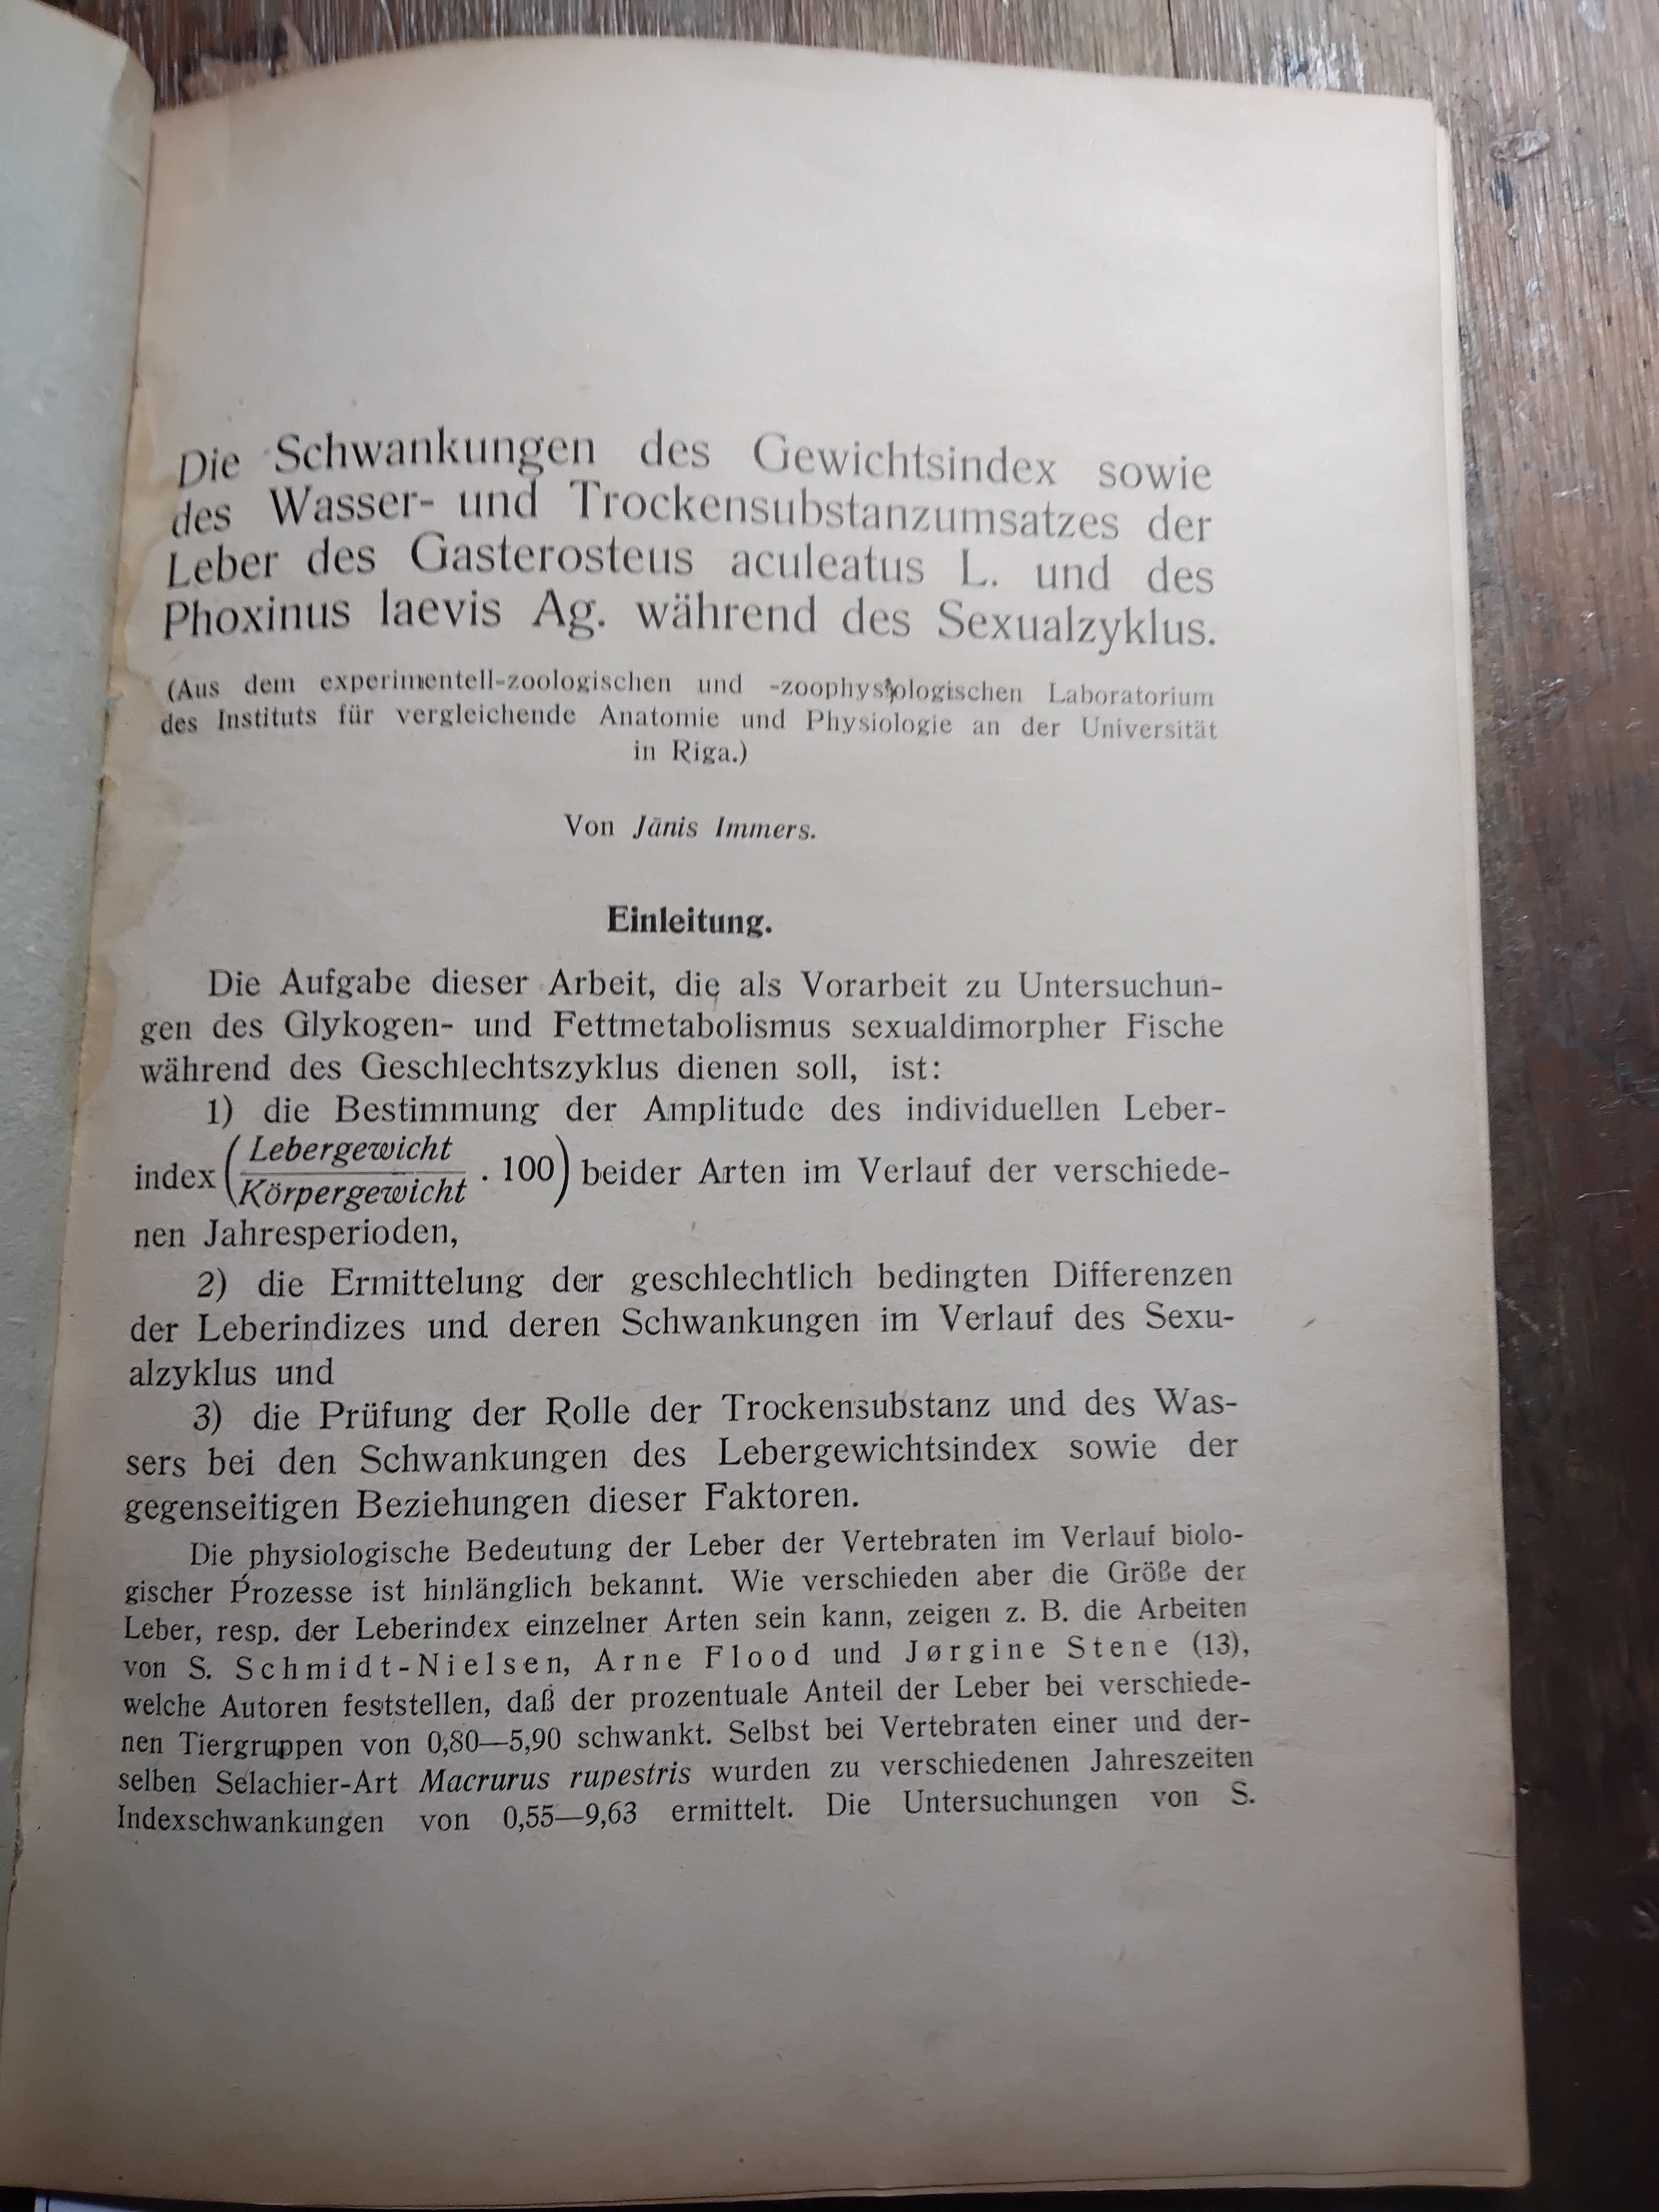 Die Schwankungen des Gewichtsindex sowie
des Wasser- und Trockensubstanzumsatzes der
Leber des Gasterosteus aculeatus L. und des
Phoxinus laevis Ag. während des Sexualzyklus.
(Aus dem experimentell-zoologischen und -zoophysiologischen Laboratorium
des Instituts für vergleichende Anatomie und Physiologie an der Universität
in Riga.)
Von Jānis Immers.
Einleitung.
Die Aufgabe dieser Arbeit, die als Vorarbeit zu Untersuchun-
gen des Glykogen- und Fettmetabolismus sexualdimorpher Fische
während des Geschlechtszyklus dienen soll, ist:
1) die Bestimmung der Amplitude des individuellen Leber-
index (Lebergewicht/Körpergewicht · 100) beider Arten im Verlauf der verschiede-
nen Jahresperioden,
2) die Ermittelung der geschlechtlich bedingten Differenzen
der Leberindizes und deren Schwankungen im Verlauf des Sexu-
alzyklus und
3) die Prüfung der Rolle der Trockensubstanz und des Was-
sers bei den Schwankungen des Lebergewichtsindex sowie der
gegenseitigen Beziehungen dieser Faktoren.
Die physiologische Bedeutung der Leber der Vertebraten im Verlauf biolo-
gischer Prozesse ist hinlänglich bekannt. Wie verschieden aber die Größe der
Leber, resp. der Leberindex einzelner Arten sein kann, zeigen z. B. die Arbeiten
von S. Schmidt-Nielsen, Arne Flood und Jørgine Stene (13),
welche Autoren feststellen, daß der prozentuale Anteil der Leber bei verschiede-
nen Tiergruppen von 0,80—5,90 schwankt. Selbst bei Vertebraten einer und der-
selben Selachier-Art Macrurus rupestris wurden zu verschiedenen Jahreszeiten
Indexschwankungen von 0,55—9,63 ermittelt. Die Untersuchungen von S.